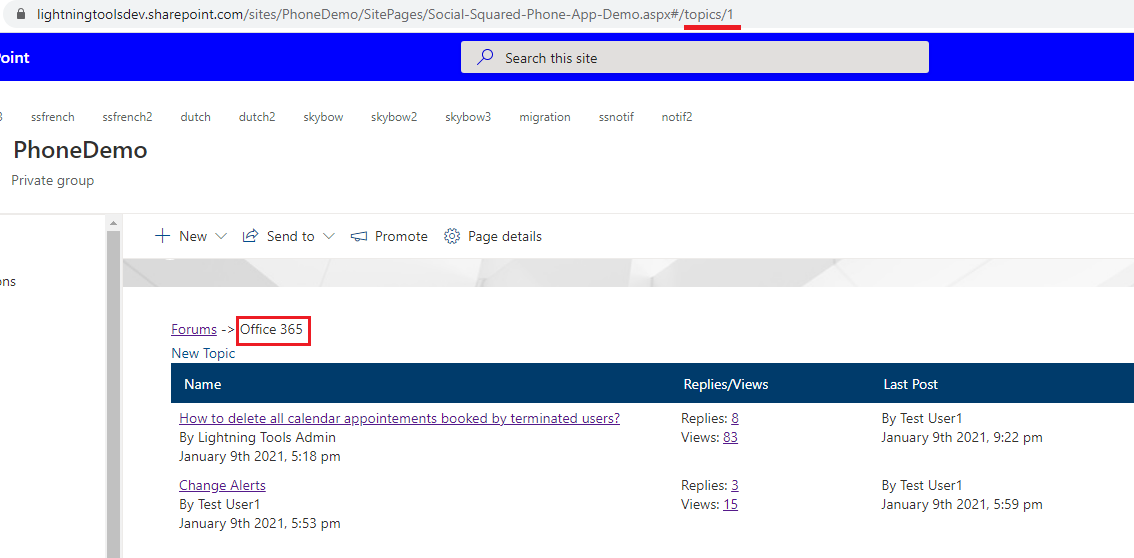 lightningtoolsdev.sharepoint.com/sites/PhoneDemo/SitePages/Social-Squared-Phone-App-Demo.aspx#/topics/1
Point Search this site
3 ssfrench ssfrench2 dutch dutch2 skybow skybow2 skybow3 migration ssnotif notif2
PhoneDemo
Private group
New Send to Promote Page details
ons
Forums -> Office 365
New Topic
Name Replies/Views Last Post
How to delete all calendar appointements booked by terminated users? Replies: 8 By Test User1
By Lightning Tools Admin Views: 83 January 9th 2021, 9:22 pm
January 9th 2021, 5:18 pm
Change Alerts Replies: 3 By Test User1
By Test User1 Views: 15 January 9th 2021, 5:59 pm
January 9th 2021, 5:53 pm